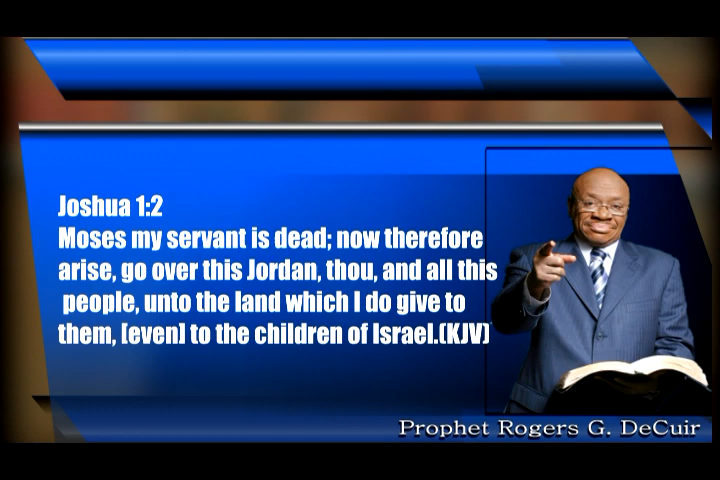 Joshua 1:2
Moses my servant is dead; now therefore
arise, go over this Jordan, thou, and all this
people, unto the land which I do give to
them, [even] to the children of Israel.(KJV)
Prophet Rogers G. DeCuir